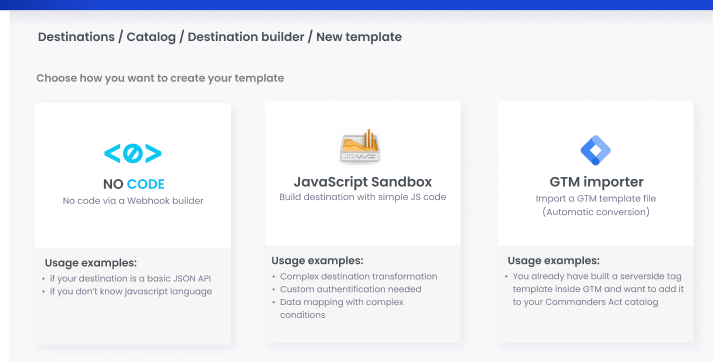 Destinations / Catalog / Destination builder / New template
Choose how you want to create your template
<0>
NO CODE
No code via a Webhook builder
Usage examples:
• if your destination is a basic JSON API
• if you don't know javascript language
JavaScript Sandbox
Build destination with simple JS code
Usage examples:
• Complex destination transformation
• Custom authentification needed
• Data mapping with complex
conditions
GTM importer
Import a GTM template file
(Automatic conversion)
Usage examples:
• You already have built a serverside tag
template inside GTM and want to add it
to your Commanders Act catalog